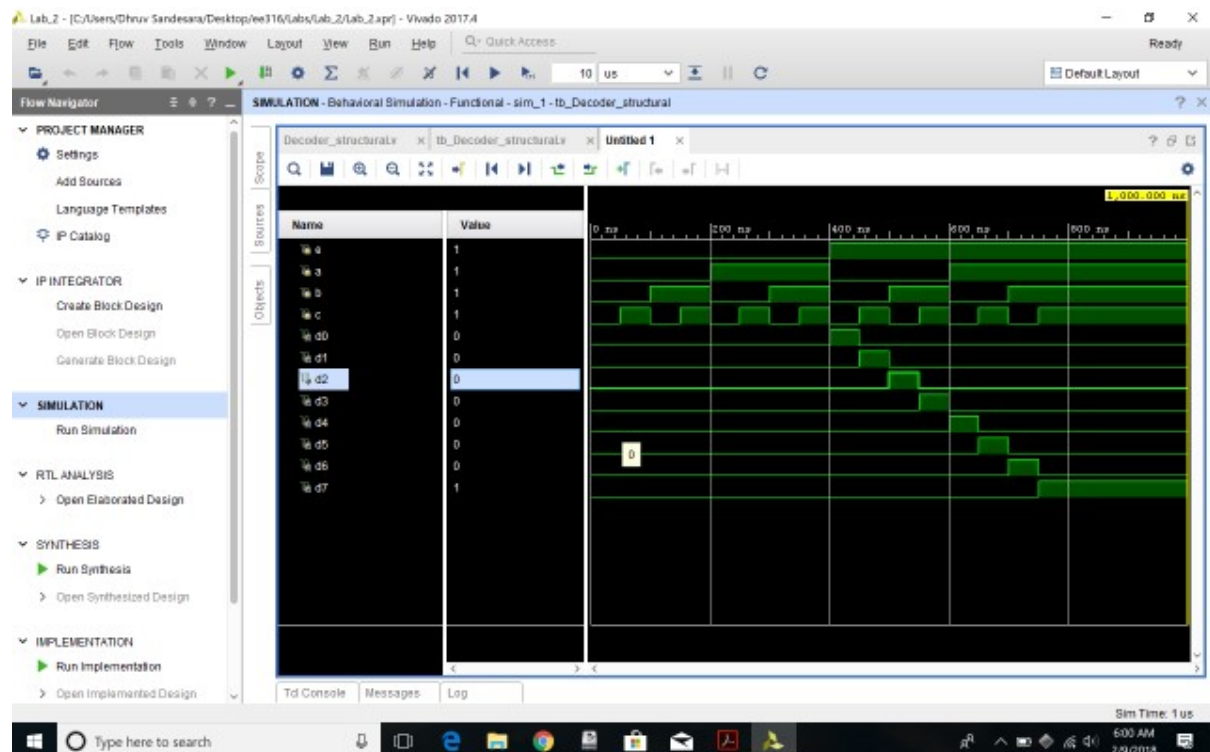 Lab_2 - [C:/Users/Dhruv Sandesara/Desktop/ee316/Labs/Lab_2/Lab_2.xpr] - Vivado 2017.4
File Edit Flow Tools Window Layout View Run Help Quick Access
Ready
10 us
Default Layout
Flow Navigator
SIMULATION - Behavioral Simulation - Functional - sim_1 - tb_Decoder_structural
PROJECT MANAGER
Settings
Add Sources
Language Templates
IP Catalog
IP INTEGRATOR
Create Block Design
Open Block Design
Generate Block Design
SIMULATION
Run Simulation
RTL ANALYSIS
Open Elaborated Design
SYNTHESIS
Run Synthesis
Open Synthesized Design
IMPLEMENTATION
Run Implementation
Open Implemented Design
Scope
Sources
Objects
Decoder_structural.v tb_Decoder_structural.v Untitled 1
1,000.000 ns
Name Value 0 ns 200 ns 400 ns 600 ns 800 ns
e 1
a 1
b 1
c 1
d0 0
d1 0
d2 0
d3 0
d4 0
d5 0
d6 0
d7 1
0
Tcl Console Messages Log
Sim Time: 1 us
Type here to search
6:00 AM
2/9/2018